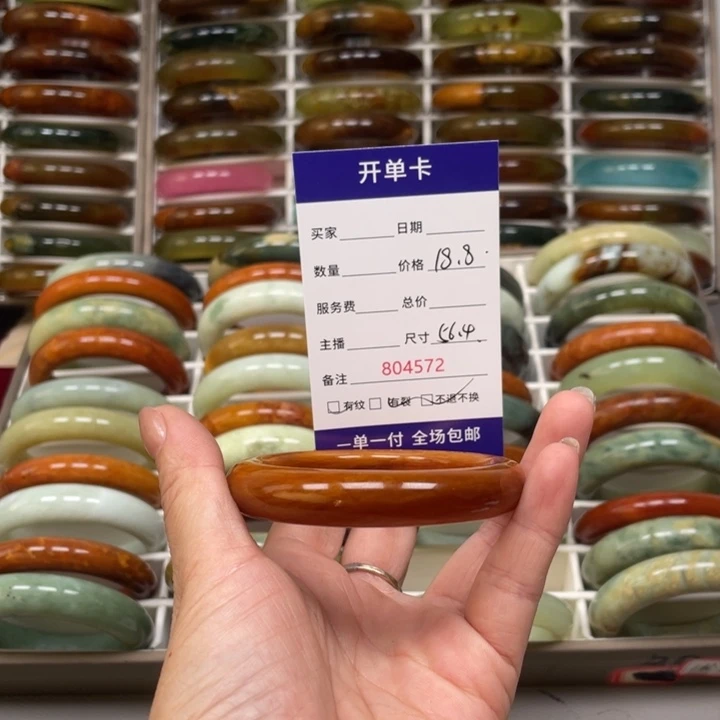 开单卡
买家 日期
数量 价格 18.8
服务费 总价
主播 尺寸 56.4
备注 804572
□有纹 □有裂 □不退不换
一单一付 全场包邮